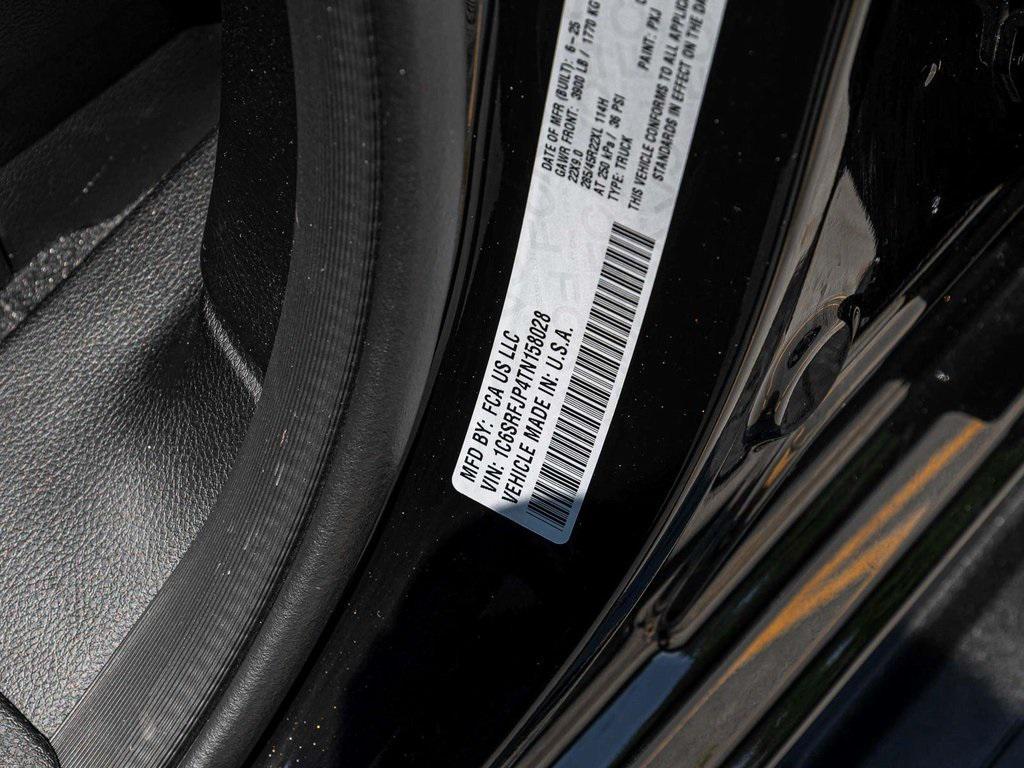 MFD BY: FCA US LLC
VIN: 1C6SRFJP4TN158028
VEHICLE MADE IN: U.S.A.
DATE OF MFR (BUILT): 6-25
GAWR FRONT: 3900 LB / 1770 KG
22X9.0
285/45R22XL 114H
AT 250 kPa / 36 PSI
TYPE: TRUCK
PAINT: PXJ
THIS VEHICLE CONFORMS TO ALL
STANDARDS IN EFFECT ON THE